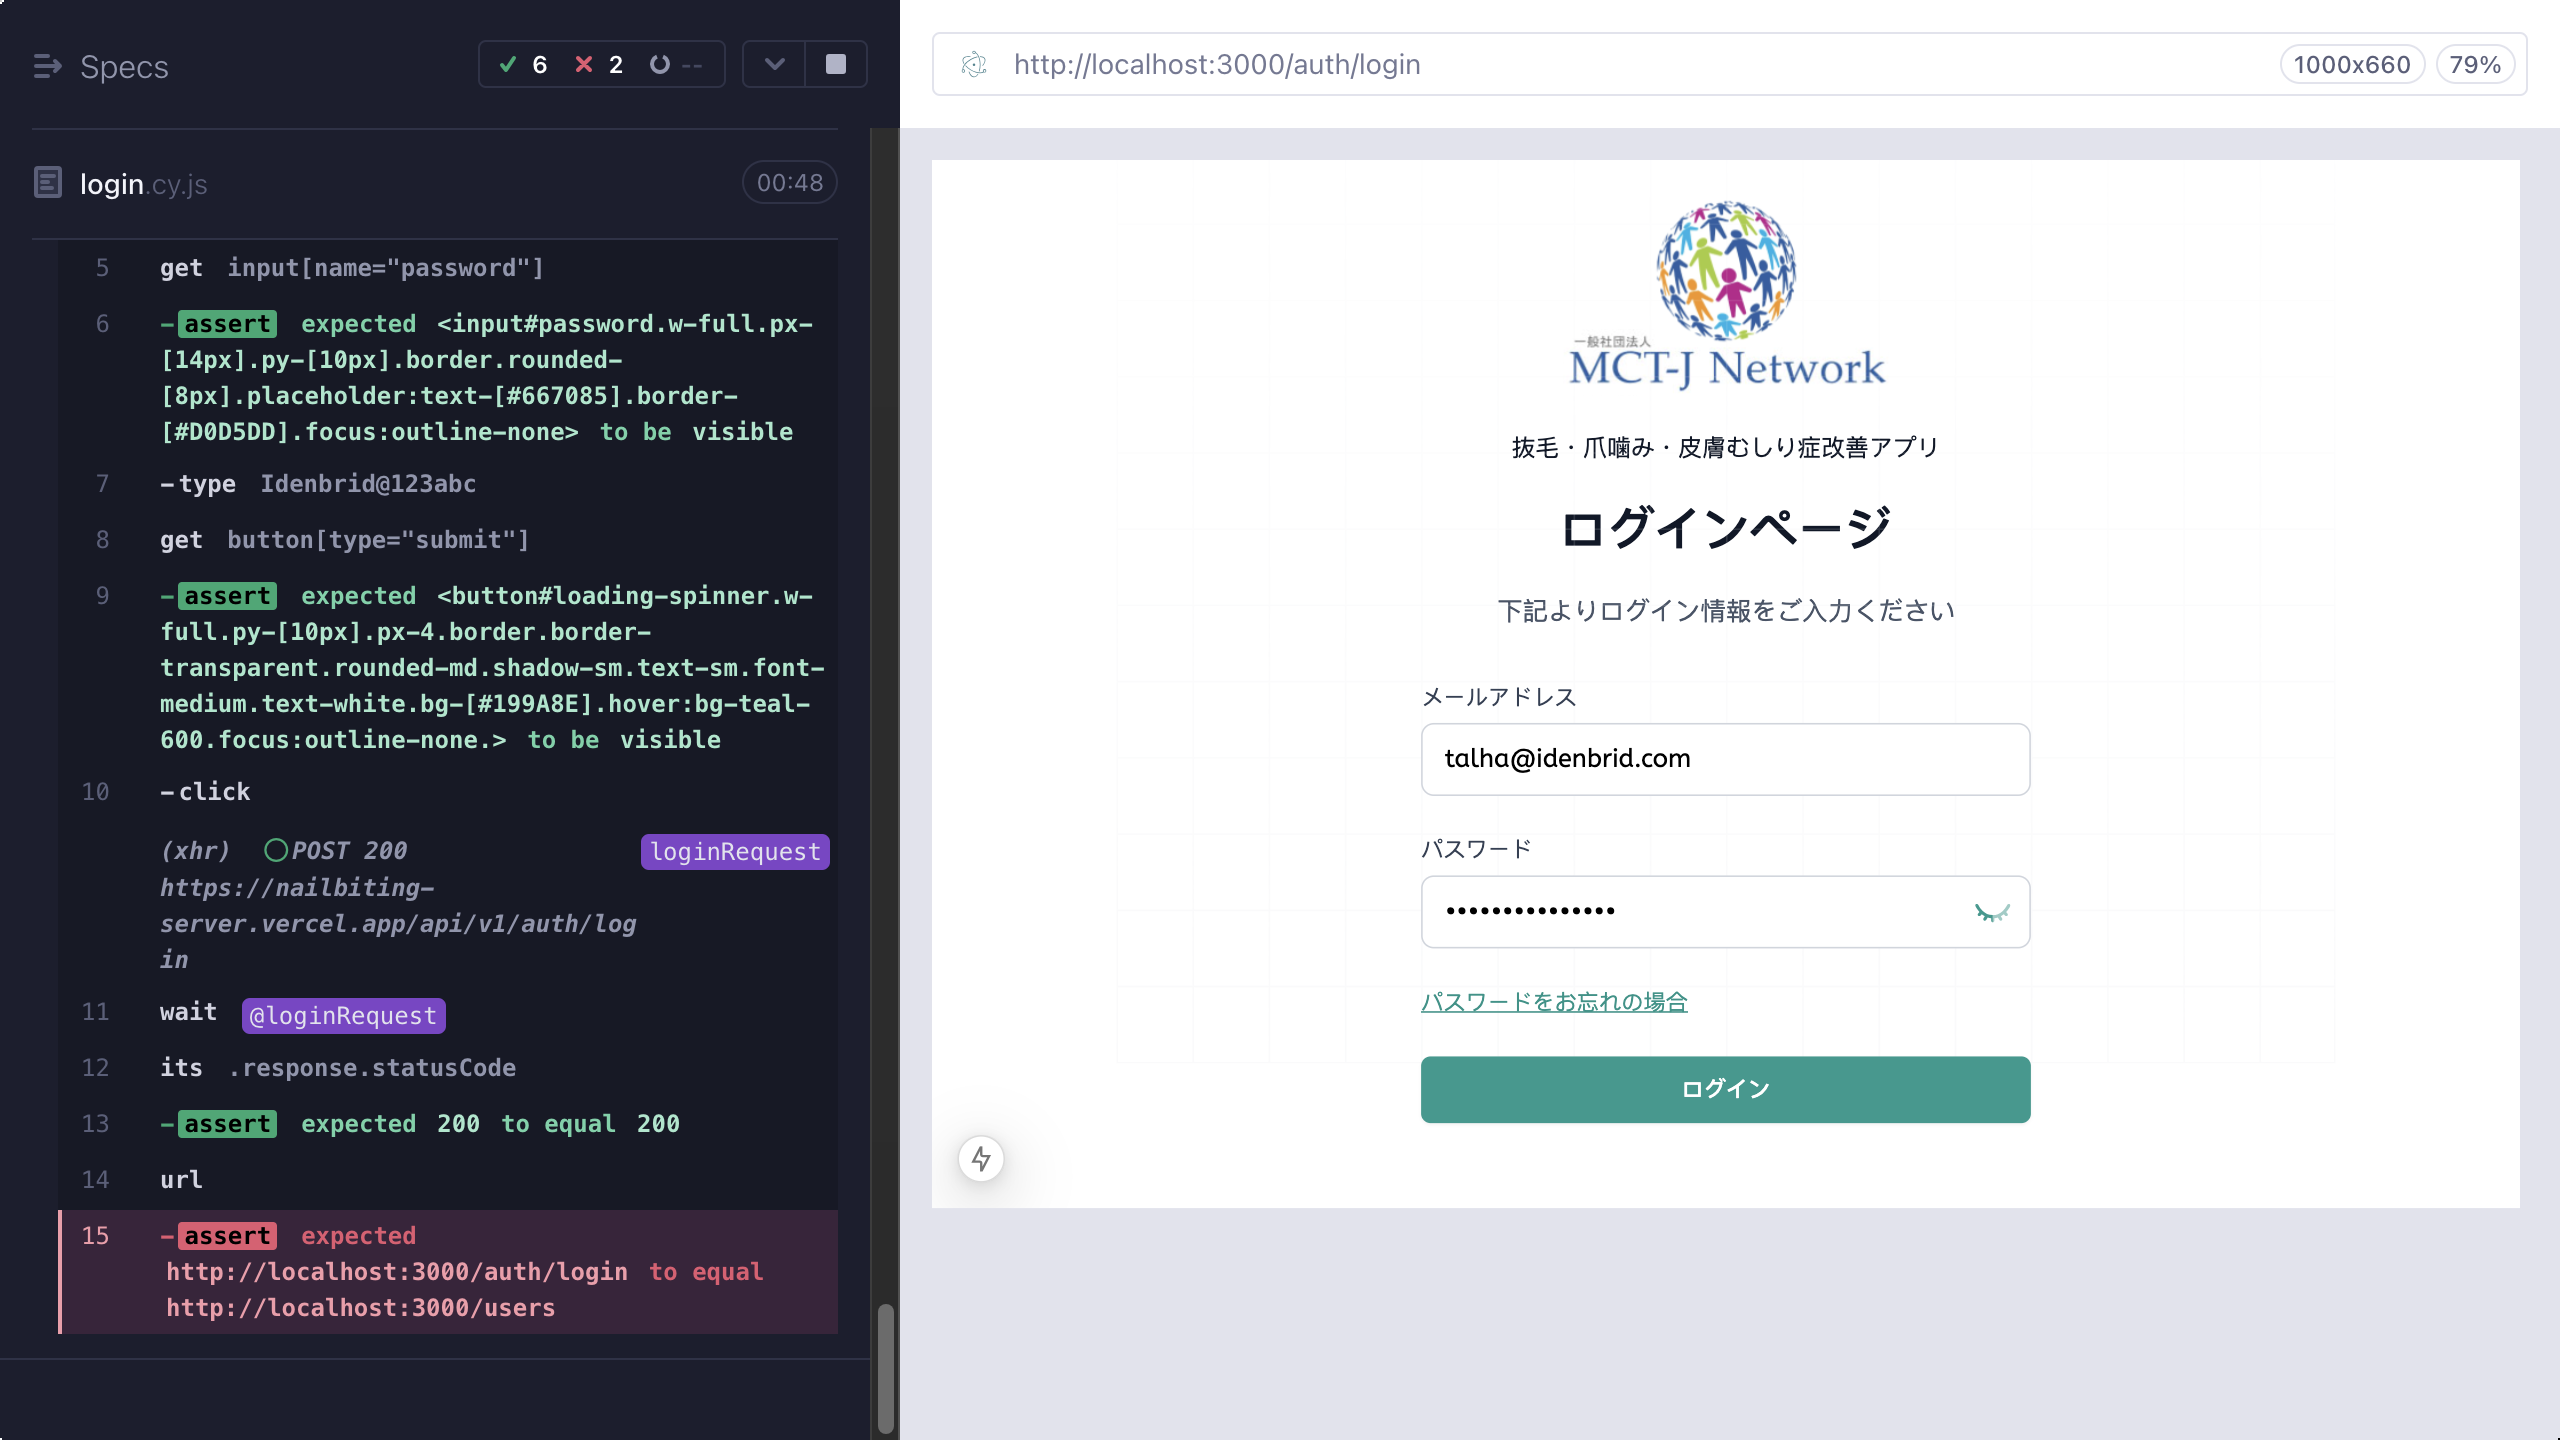 Specs
6 2 --
login.cy.js
00:48
5 get input[name="password"]
6 -assert expected <input#password.w-full.px-
[14px].py-[10px].border.rounded-
[8px].placeholder:text-[#667085].border-
[#D0D5DD].focus:outline-none> to be visible
7 -type Idenbrid@123abc
8 get button[type="submit"]
9 -assert expected <button#loading-spinner.w-
full.py-[10px].px-4.border.border-
transparent.rounded-md.shadow-sm.text-sm.font-
medium.text-white.bg-[#199A8E].hover:bg-teal-
600.focus:outline-none.> to be visible
10 -click
(xhr) POST 200 loginRequest
https://nailbiting-
server.vercel.app/api/v1/auth/log
in
11 wait @loginRequest
12 its .response.statusCode
13 -assert expected 200 to equal 200
14 url
15 -assert expected
http://localhost:3000/auth/login to equal
http://localhost:3000/users
http://localhost:3000/auth/login
1000x660
79%
一般社団法人
MCT-J Network
抜毛・爪噛み・皮膚むしり症改善アプリ
ログインページ
下記よりログイン情報をご入力ください
メールアドレス
talha@idenbrid.com
パスワード
•••••••••••••••
パスワードをお忘れの場合
ログイン